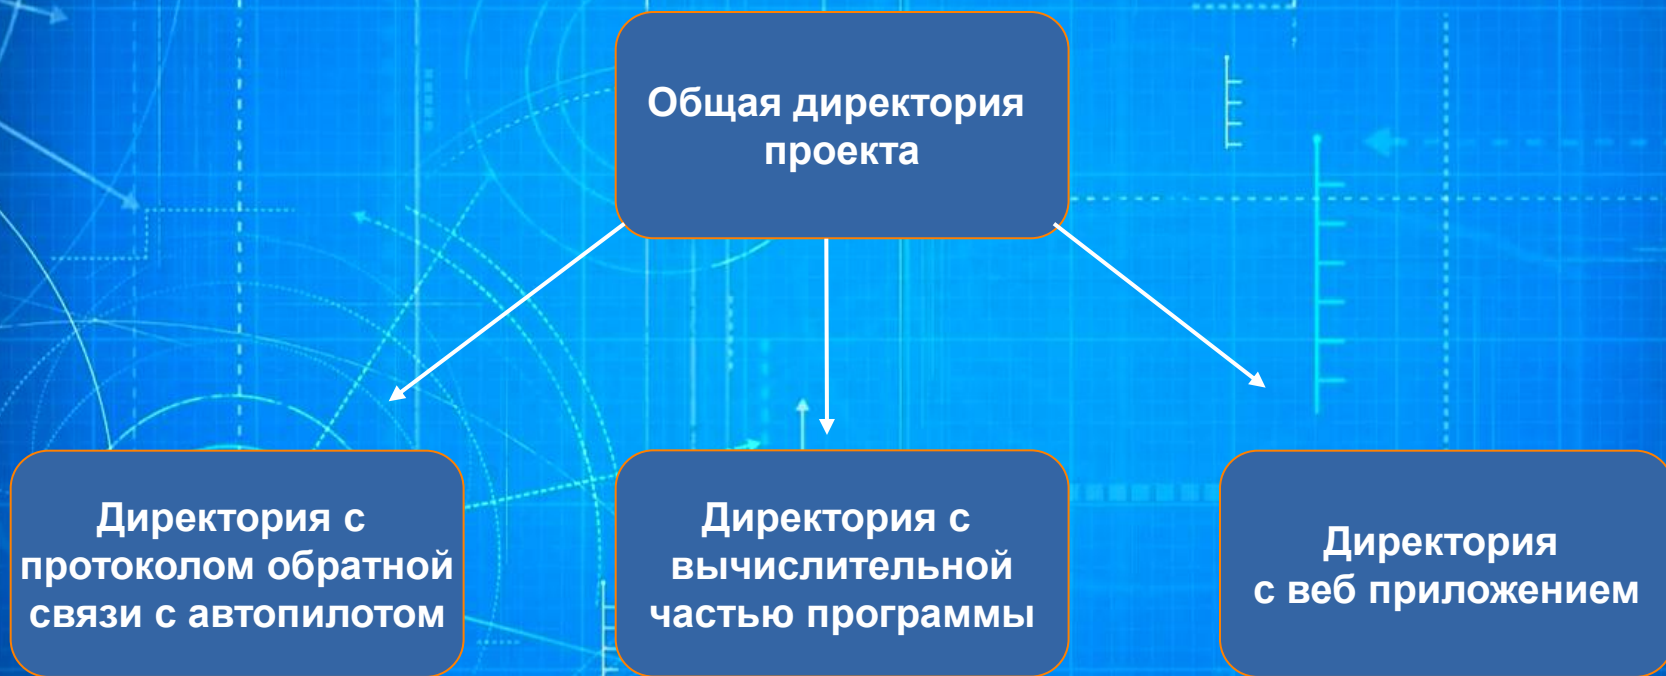 Общая директория
проекта
Директория с
протоколом обратной
связи с автопилотом
Директория с
вычислительной
частью программы
Директория
с веб приложением